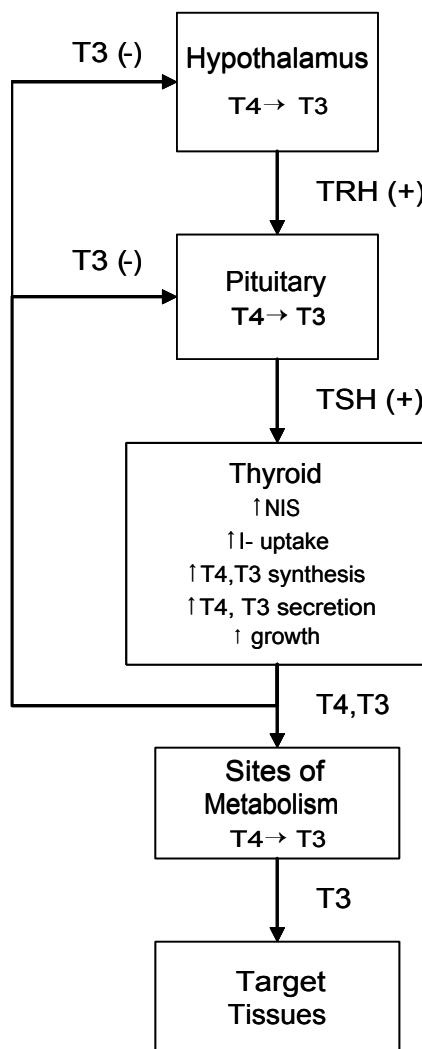 T3 (-)
Hypothalamus
T4→ T3
TRH (+)
T3 (-)
Pituitary
T4→ T3
TSH (+)
Thyroid
↑NIS
↑I- uptake
↑T4,T3 synthesis
↑T4, T3 secretion
↑ growth
T4,T3
Sites of
Metabolism
T4→ T3
T3
Target
Tissues